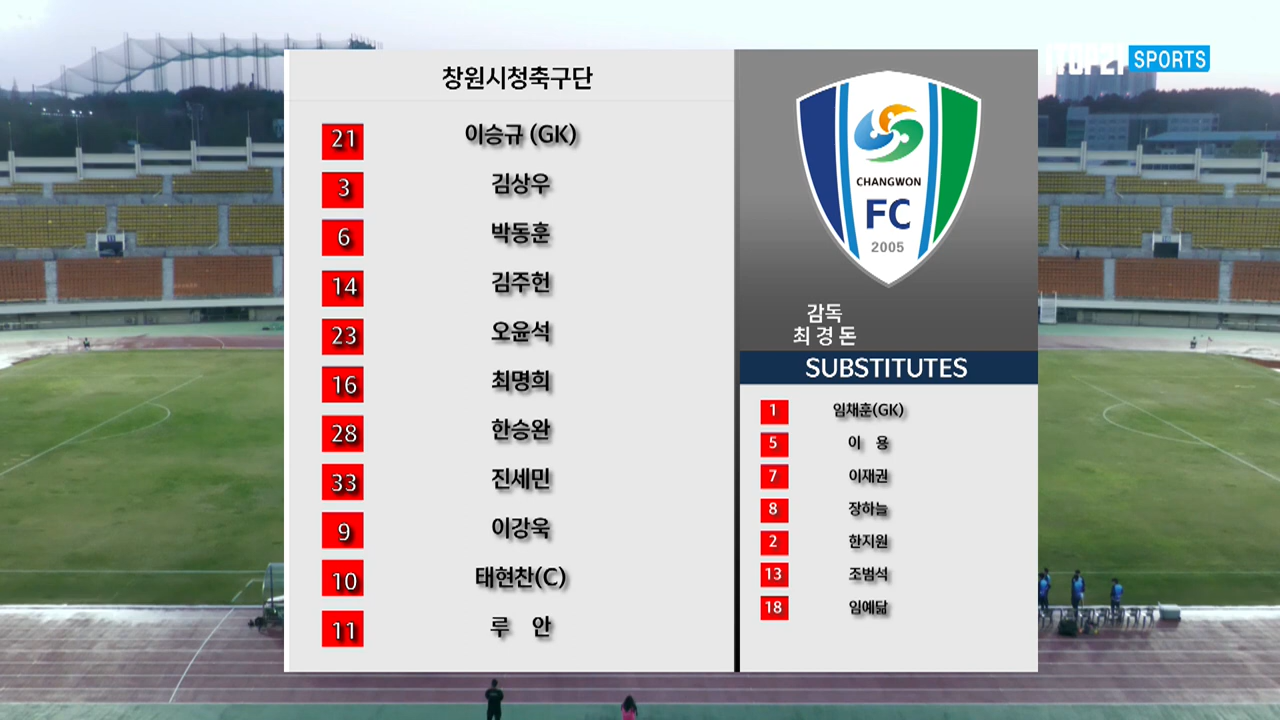 창원시청축구단
21 이승규 (GK)
3 김상우
6 박동훈
14 김주헌
23 오윤석
16 최명희
28 한승완
33 진세민
9 이강욱
10 태현찬(C)
11 루 안
SPORTS
CHANGWON
FC
2005
감독
최 경 돈
SUBSTITUTES
1 임채훈(GK)
5 이 용
7 이재권
8 장하늘
2 한지원
13 조범석
18 임예닮